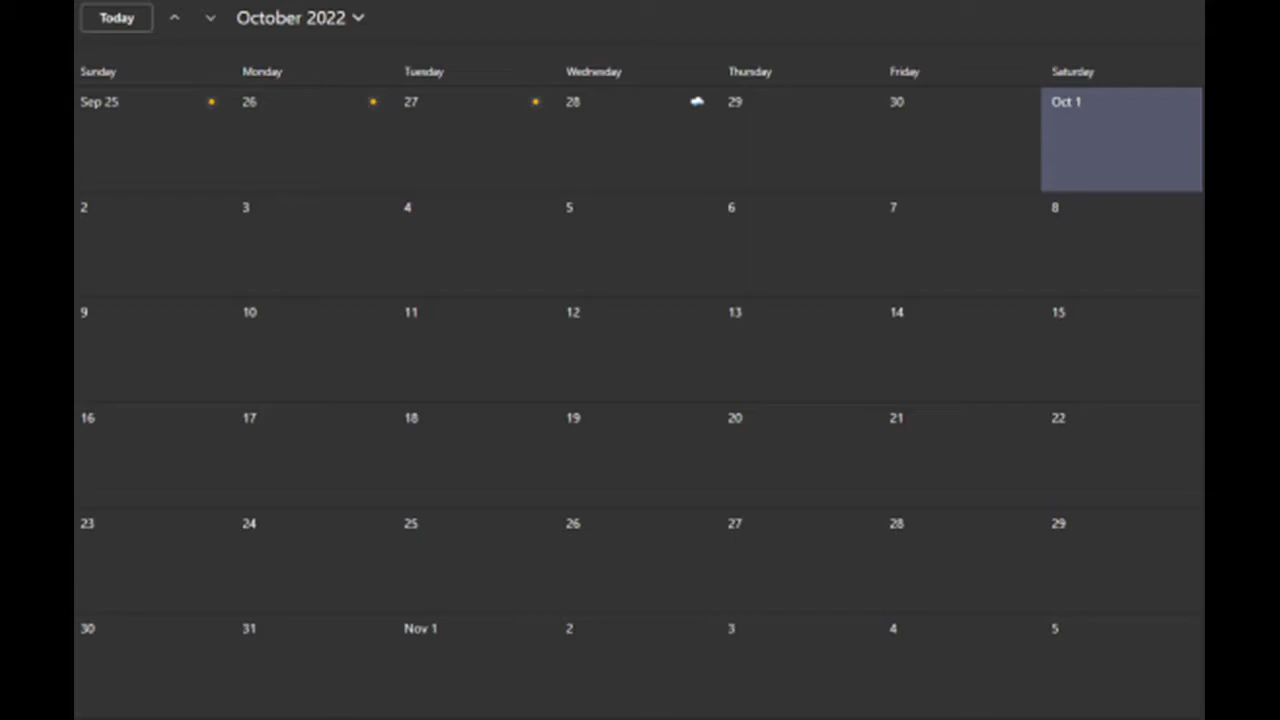 Today October 2022
Sunday Monday Tuesday Wednesday Thursday Friday Saturday
Sep 25 26 27 28 29 30 Oct 1
2 3 4 5 6 7 8
9 10 11 12 13 14 15
16 17 18 19 20 21 22
23 24 25 26 27 28 29
30 31 Nov 1 2 3 4 5